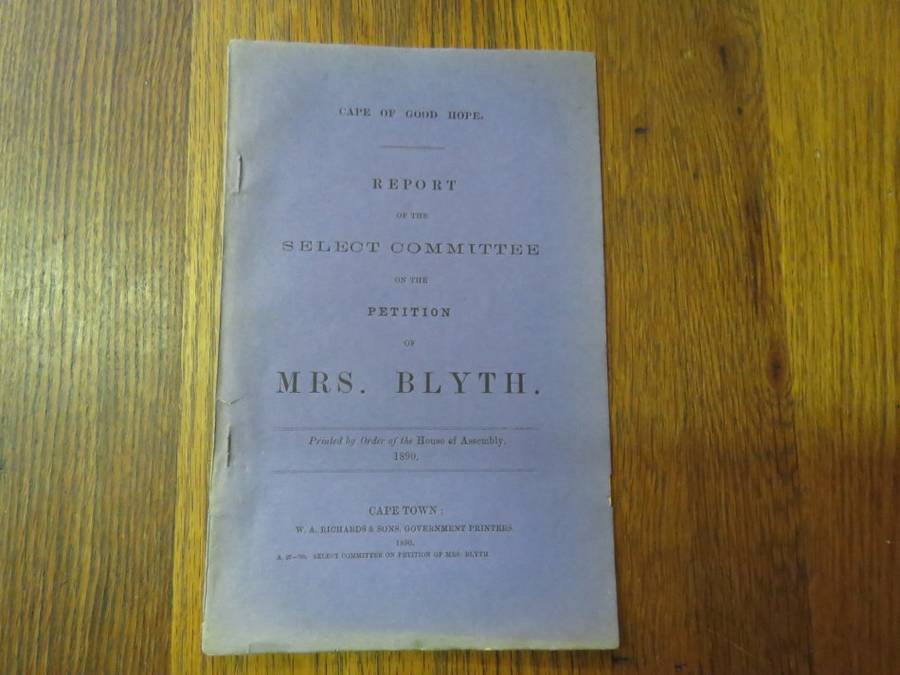 CAPE OF GOOD HOPE.
REPORT
OF THE
SELECT COMMITTEE
ON THE
PETITION
OF
MRS. BLYTH.
Printed by Order of the House of Assembly.
1890.
CAPE TOWN:
W. A. RICHARDS & SONS, GOVERNMENT PRINTERS.
1890.
SELECT COMMITTEE ON PETITION OF MRS. BLYTH.